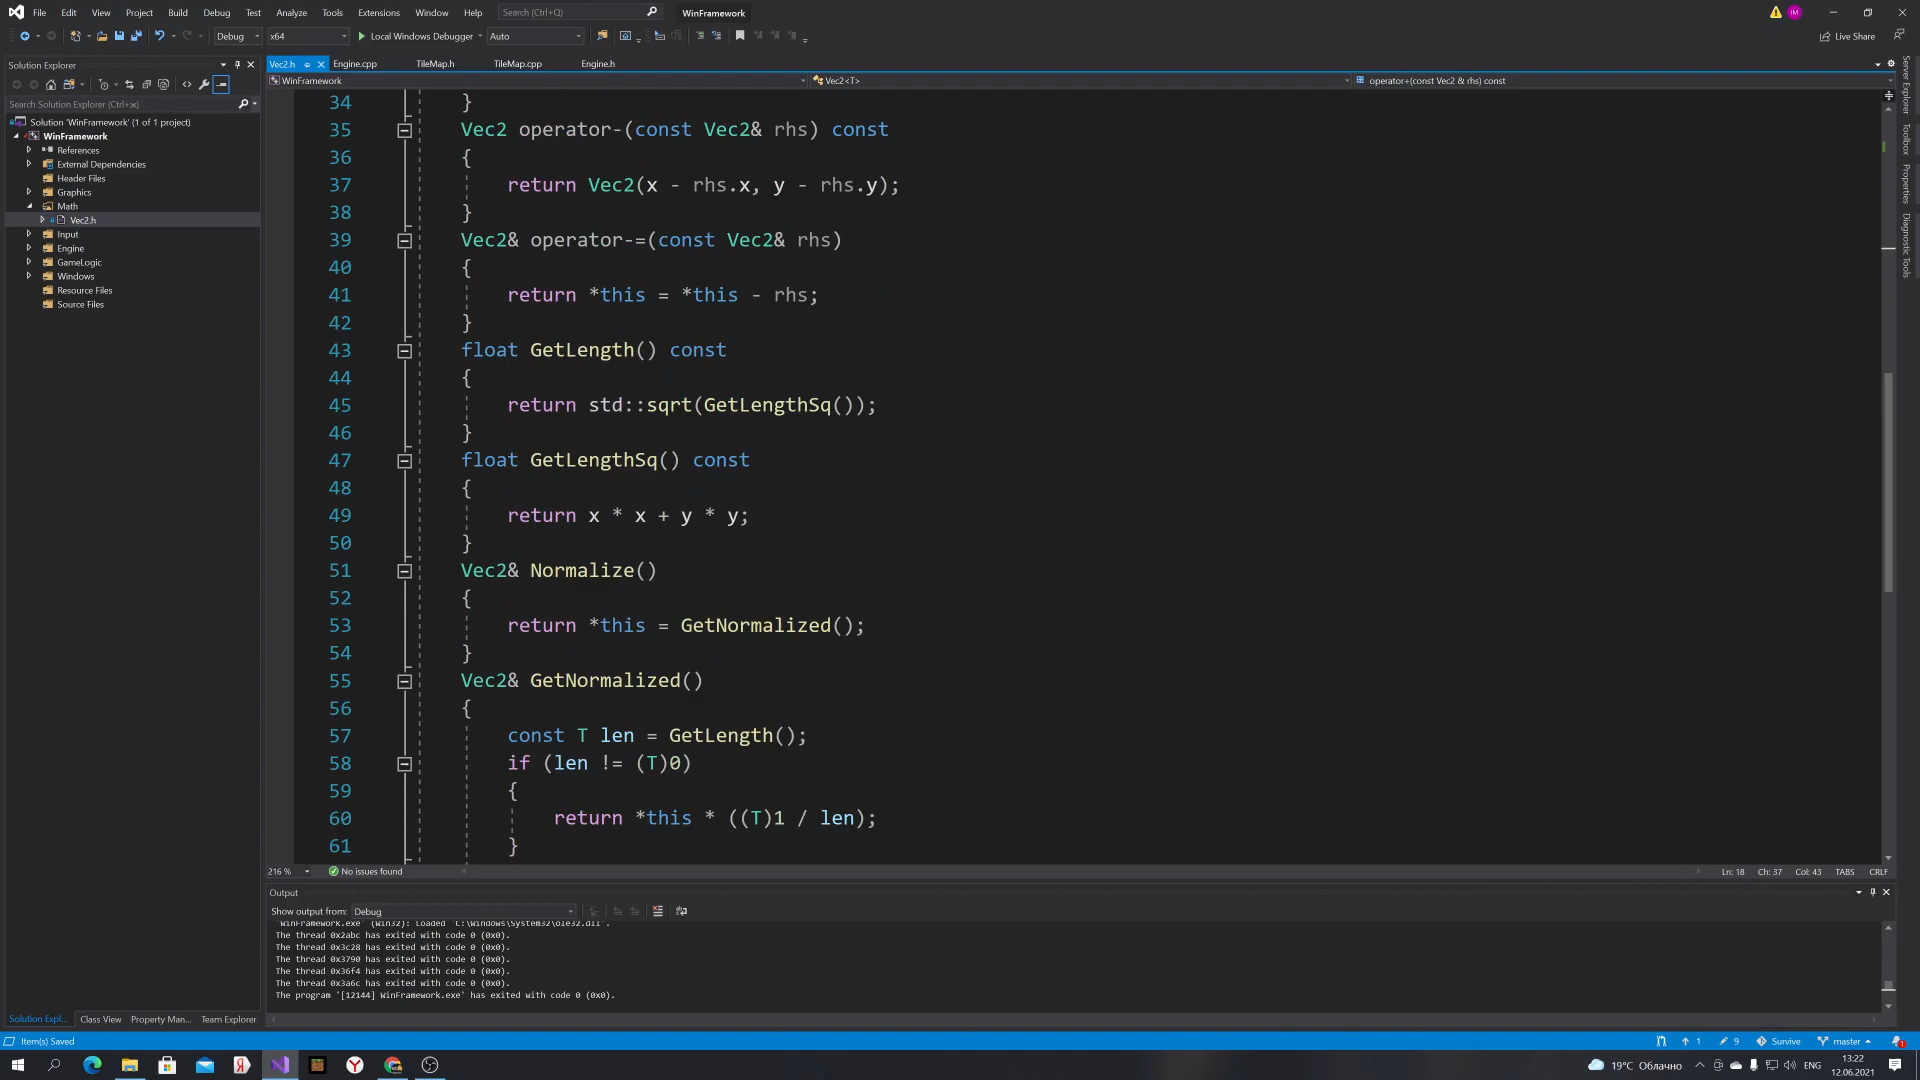 File Edit View Project Build Debug Test Analyze Tools Extensions Window Help Search (Ctrl+Q) WinFramework IM
Debug x64 Local Windows Debugger Auto Live Share
Solution Explorer
Search Solution Explorer (Ctrl+ж)
Solution 'WinFramework' (1 of 1 project)
WinFramework
References
External Dependencies
Header Files
Graphics
Math
Vec2.h
Input
Engine
GameLogic
Windows
Resource Files
Source Files
Solution Expl... Class View Property Man... Team Explorer
Vec2.h Engine.cpp TileMap.h TileMap.cpp Engine.h
WinFramework Vec2<T> operator+(const Vec2 & rhs) const
34 }
35 Vec2 operator-(const Vec2& rhs) const
36 {
37 return Vec2(x - rhs.x, y - rhs.y);
38 }
39 Vec2& operator-=(const Vec2& rhs)
40 {
41 return *this = *this - rhs;
42 }
43 float GetLength() const
44 {
45 return std::sqrt(GetLengthSq());
46 }
47 float GetLengthSq() const
48 {
49 return x * x + y * y;
50 }
51 Vec2& Normalize()
52 {
53 return *this = GetNormalized();
54 }
55 Vec2& GetNormalized()
56 {
57 const T len = GetLength();
58 if (len != (T)0)
59 {
60 return *this * ((T)1 / len);
61 }
216 % No issues found Ln: 18 Ch: 37 Col: 43 TABS CRLF
Output
Show output from: Debug
'WinFramework.exe' (Win32): Loaded 'C:\Windows\System32\ole32.dll'.
The thread 0x2abc has exited with code 0 (0x0).
The thread 0x3c28 has exited with code 0 (0x0).
The thread 0x3790 has exited with code 0 (0x0).
The thread 0x36f4 has exited with code 0 (0x0).
The thread 0x3a6c has exited with code 0 (0x0).
The program '[12144] WinFramework.exe' has exited with code 0 (0x0).
Server Explorer
Toolbox
Properties
Diagnostic Tools
Item(s) Saved 1 9 Survive master 1
19°C Облачно ENG 13:22
12.06.2021